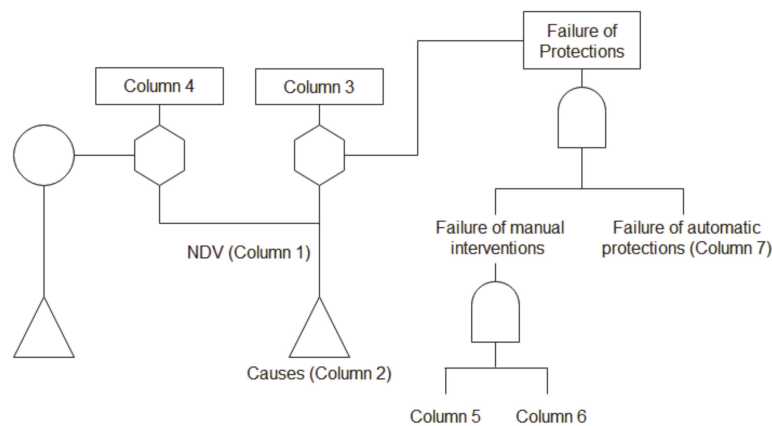 Failure of
Protections
Column 4
Column 3
Failure of manual
interventions
Failure of automatic
protections (Column 7)
NDV (Column 1)
Causes (Column 2)
Column 5
Column 6